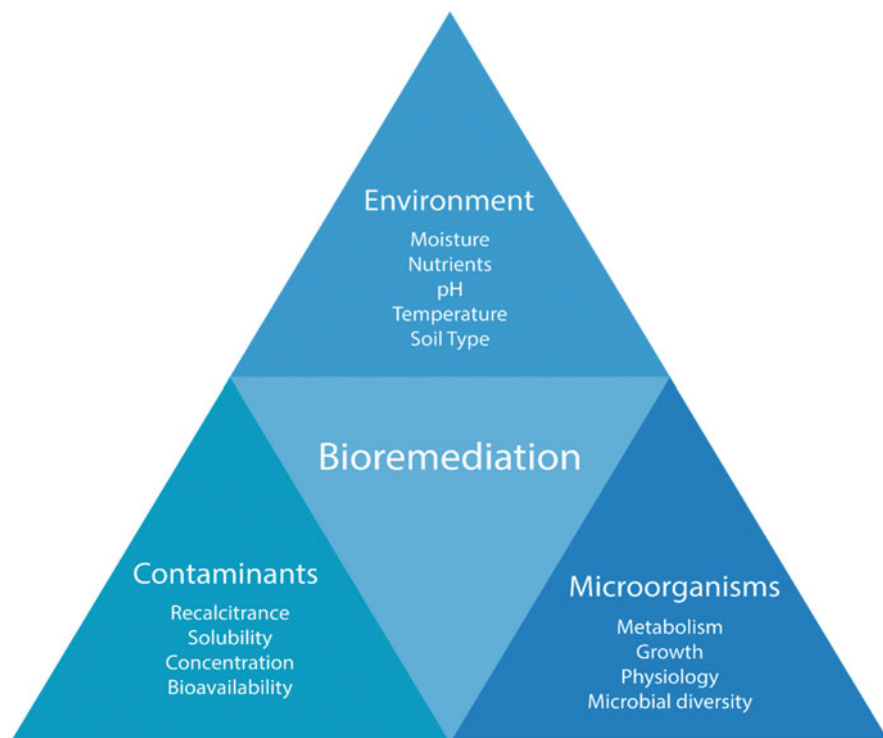 Environment
Moisture
Nutrients
pH
Temperature
Soil Type
Bioremediation
Contaminants
Recalcitrance
Solubility
Concentration
Bioavailability
Microorganisms
Metabolism
Growth
Physiology
Microbial diversity